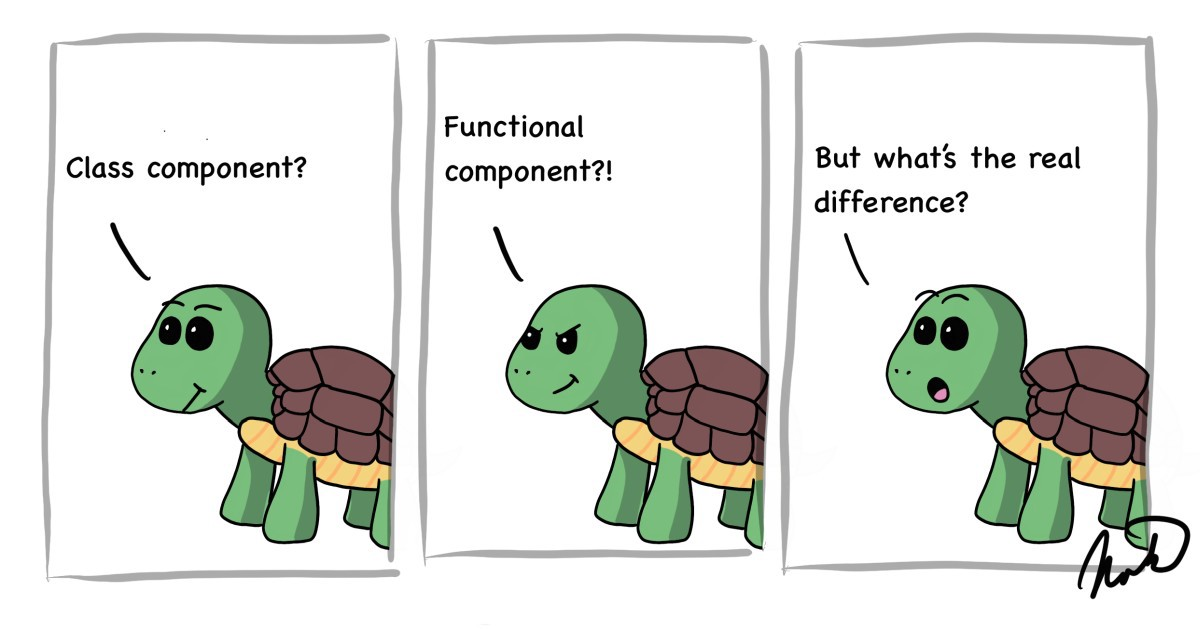 Class component?
Functional
component?!
But what's the real
difference?